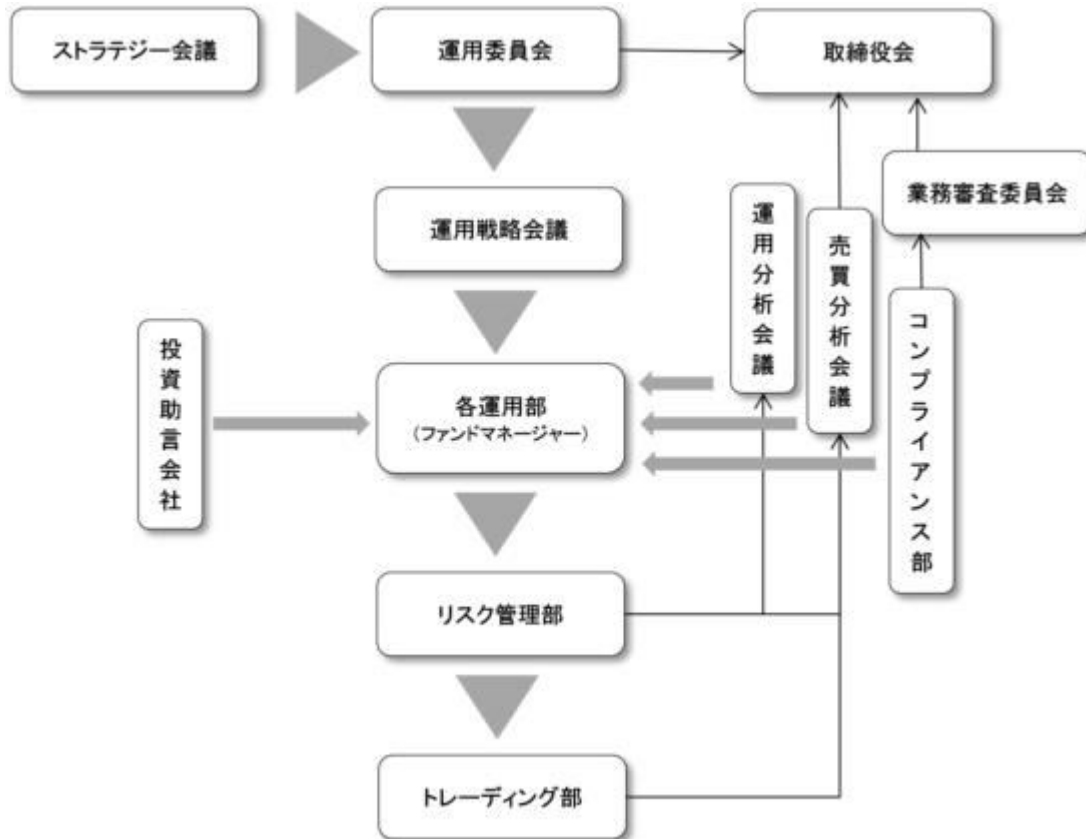 ストラテジー会議
運用委員会
取締役会
業務審査委員会
運用戦略会議
運用分析会議
売買分析会議
コンプライアンス部
投資助言会社
各運用部
(ファンドマネージャー)
リスク管理部
トレーディング部